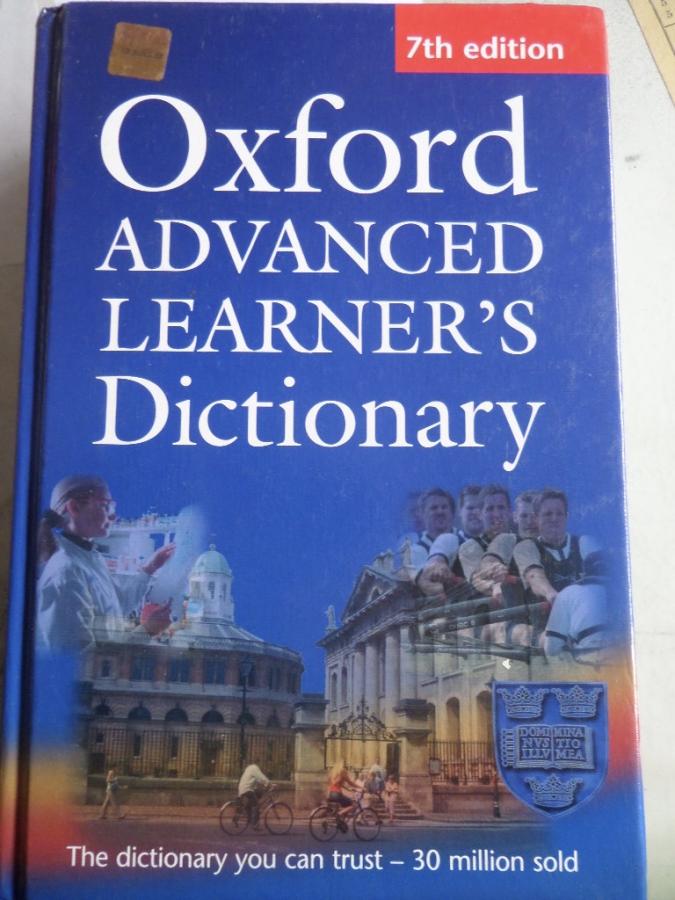 7th edition
Oxford
ADVANCED
LEARNER'S
Dictionary
DOMI MINA
NVS TIO
ILLV MEA
The dictionary you can trust – 30 million sold